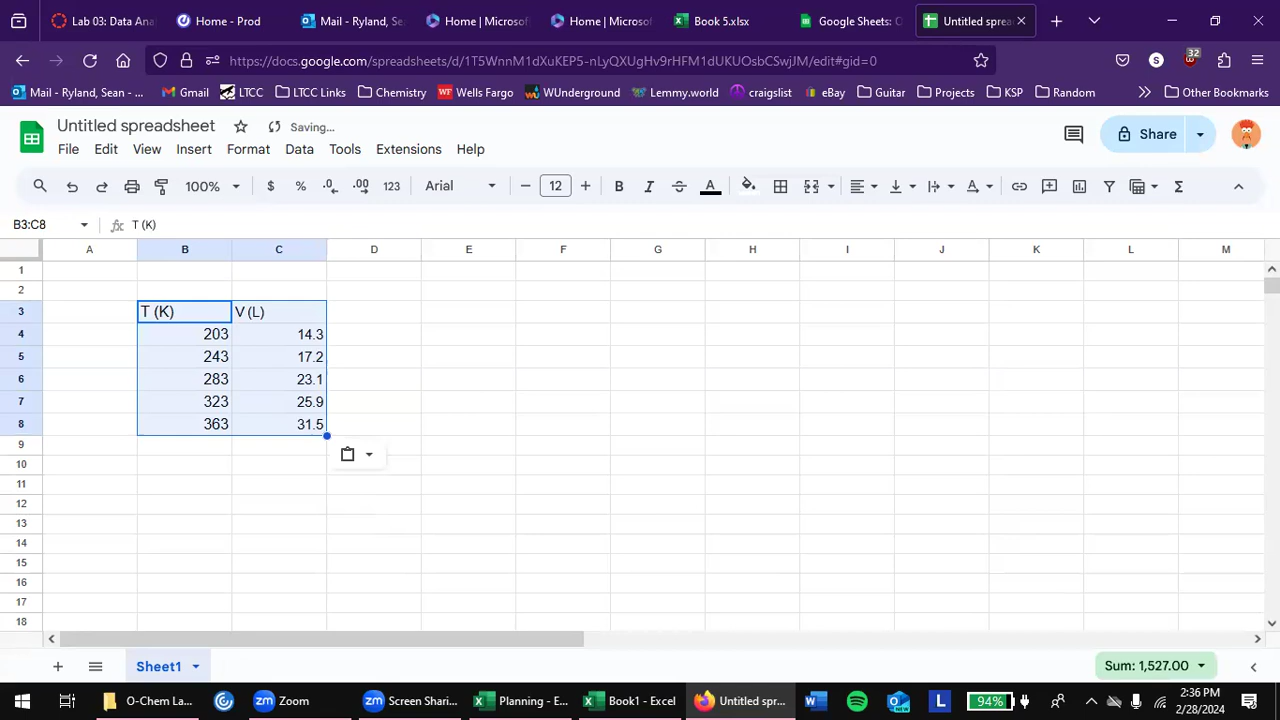 Lab 03: Data Anal
Home - Prod
Mail - Ryland, Se
Home | Microsof
Home | Microsof
Book 5.xlsx
Google Sheets: C
Untitled spread
https://docs.google.com/spreadsheets/d/1T5WnnM1dXuKEP5-nLyQXUgHv9rHFM1dUKUOsbCSwjJM/edit#gid=0
S
32
Mail - Ryland, Sean - ...
Gmail
LTCC
LTCC Links
Chemistry
Wells Fargo
WUnderground
Lemmy.world
craigslist
eBay
Guitar
Projects
KSP
Random
Other Bookmarks
Untitled spreadsheet
Saving...
File Edit View Insert Format Data Tools Extensions Help
Share
100% $ % .0 .00 123 Arial 12 B I S A Σ
B3:C8 fx T (K)
A B C D E F G H I J K L M
1
2
3 T (K) V (L)
4 203 14.3
5 243 17.2
6 283 23.1
7 323 25.9
8 363 31.5
9
10
11
12
13
14
15
16
17
18
Sheet1
Sum: 1,527.00
O-Chem La...
Zoom
Screen Shari...
Planning - E...
Book1 - Excel
Untitled spr...
L
94%
2:36 PM
2/28/2024